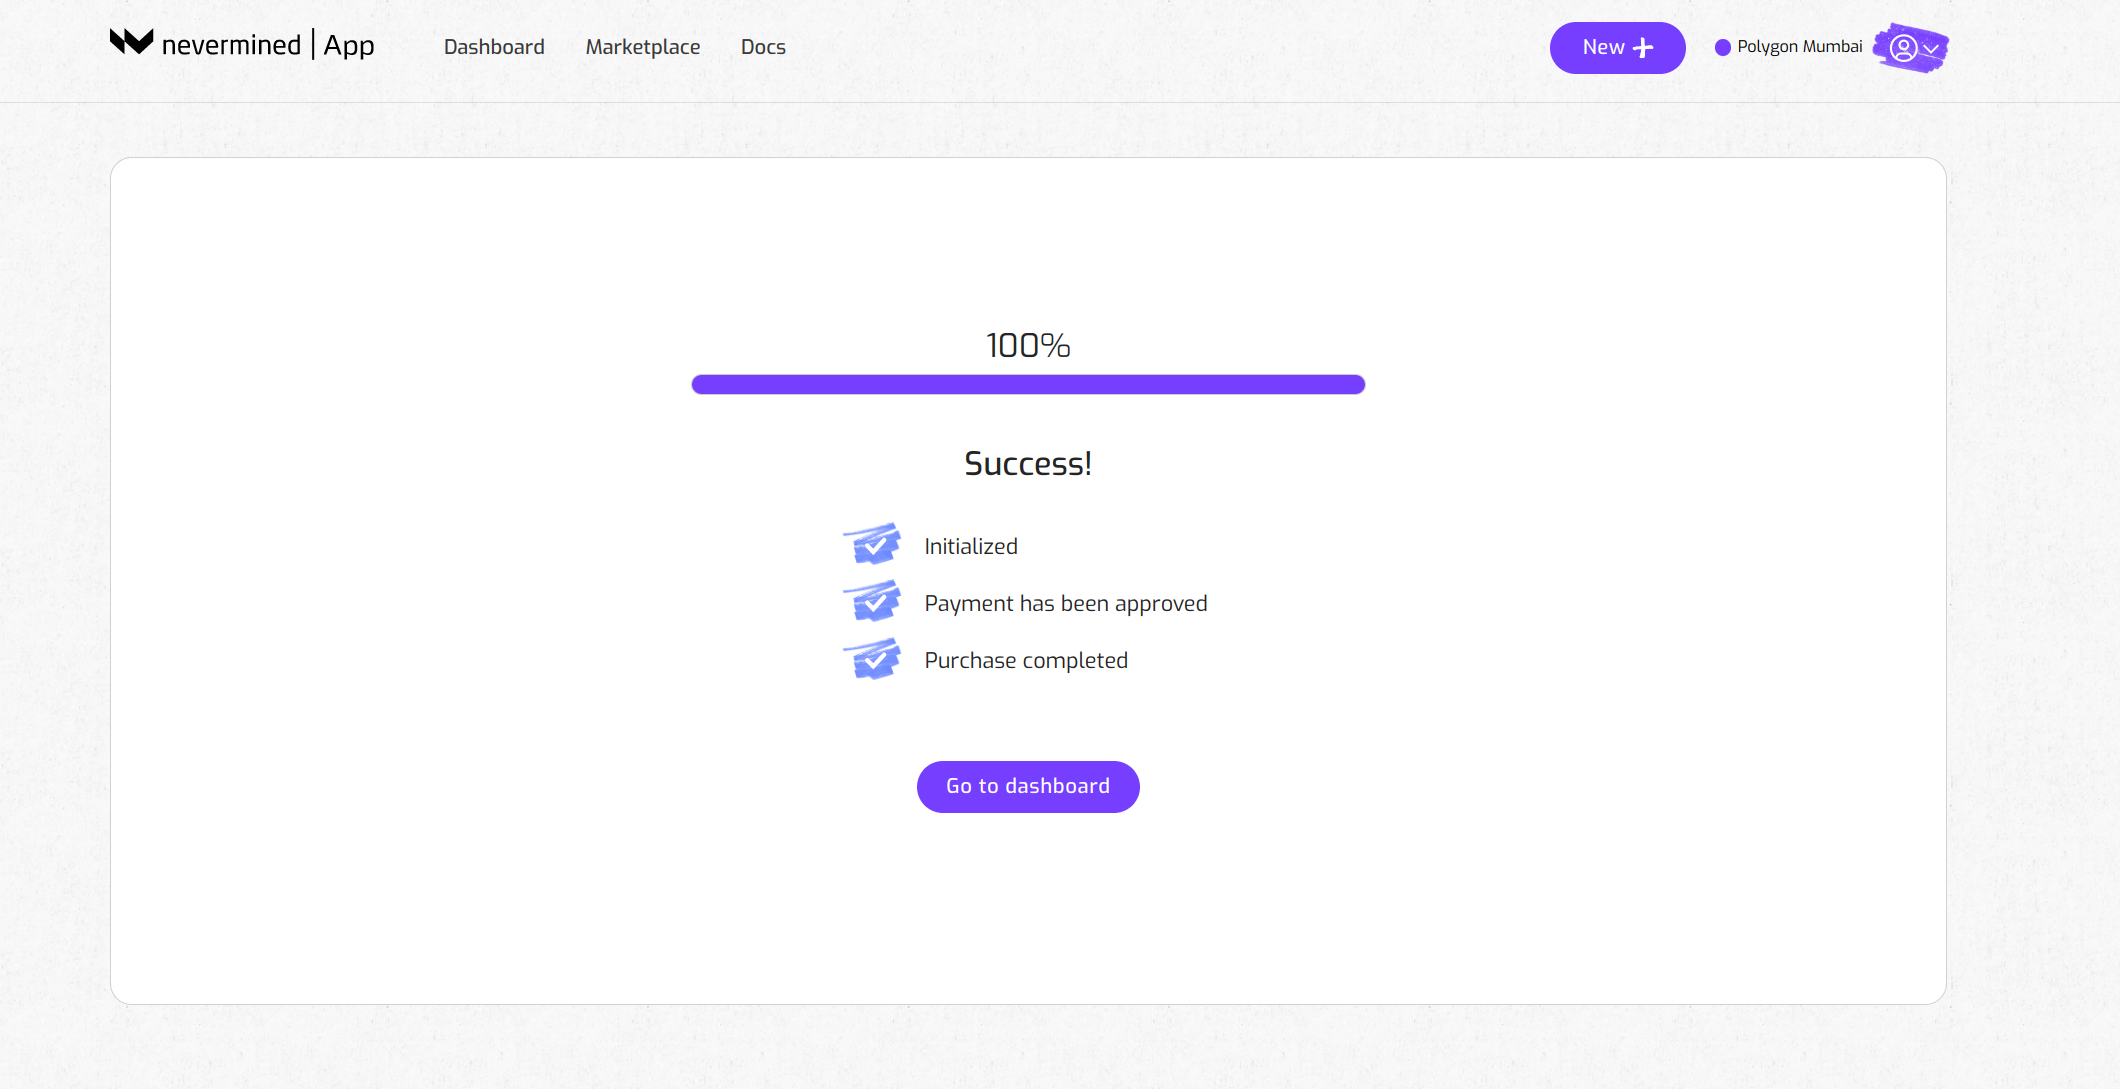 nevermined | App
Dashboard
Marketplace
Docs
New
Polygon Mumbai
100%
Success!
Initialized
Payment has been approved
Purchase completed
Go to dashboard